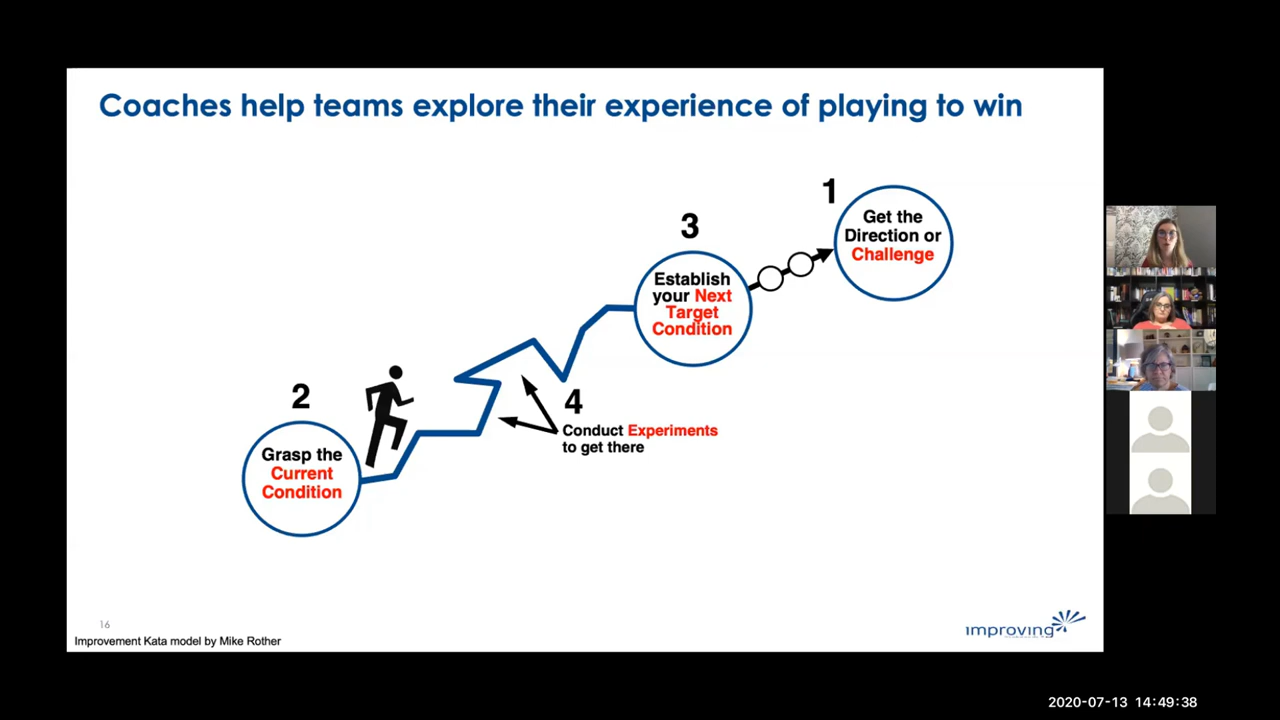 Coaches help teams explore their experience of playing to win
1
Get the
Direction or
Challenge
3
Establish
your Next
Target
Condition
2
Grasp the
Current
Condition
4
Conduct Experiments
to get there
16
Improvement Kata model by Mike Rother
improving
2020-07-13 14:49:38